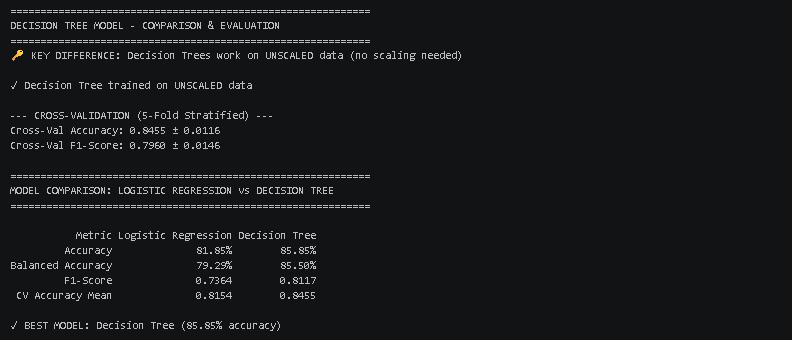 ============================================================
DECISION TREE MODEL - COMPARISON & EVALUATION
============================================================
🔑 KEY DIFFERENCE: Decision Trees work on UNSCALED data (no scaling needed)
✓ Decision Tree trained on UNSCALED data
--- CROSS-VALIDATION (5-Fold Stratified) ---
Cross-Val Accuracy: 0.8455 ± 0.0116
Cross-Val F1-Score: 0.7960 ± 0.0146
============================================================
MODEL COMPARISON: LOGISTIC REGRESSION vs DECISION TREE
============================================================
Metric Logistic Regression Decision Tree
Accuracy 81.85% 85.85%
Balanced Accuracy 79.29% 85.50%
F1-Score 0.7364 0.8117
CV Accuracy Mean 0.8154 0.8455
✓ BEST MODEL: Decision Tree (85.85% accuracy)